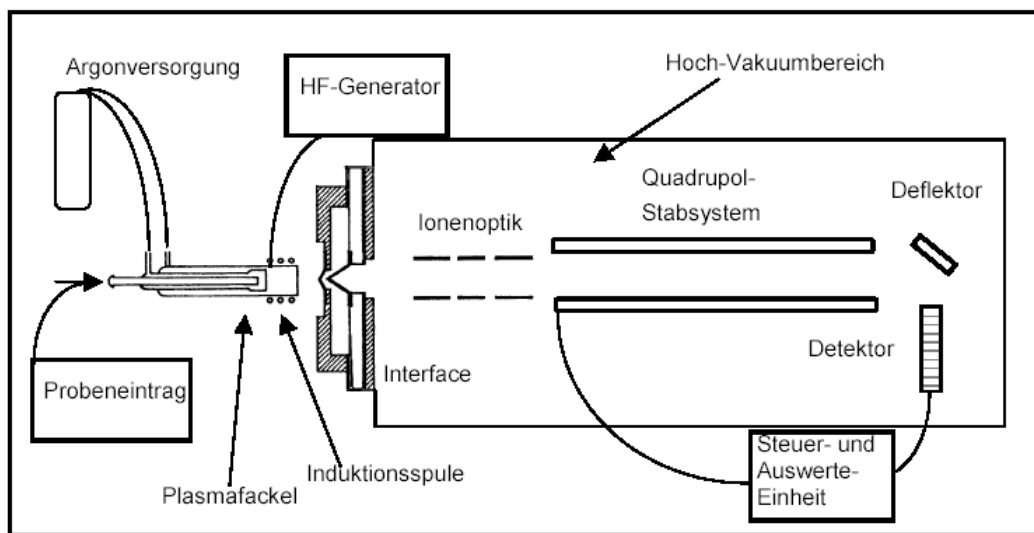 Argonversorgung
HF-Generator
Hoch-Vakuumbereich
Quadrupol-
Stabsystem
Deflektor
Ionenoptik
Detektor
Interface
Probeneintrag
Induktionsspule
Plasmafackel
Steuer- und
Auswerte-
Einheit